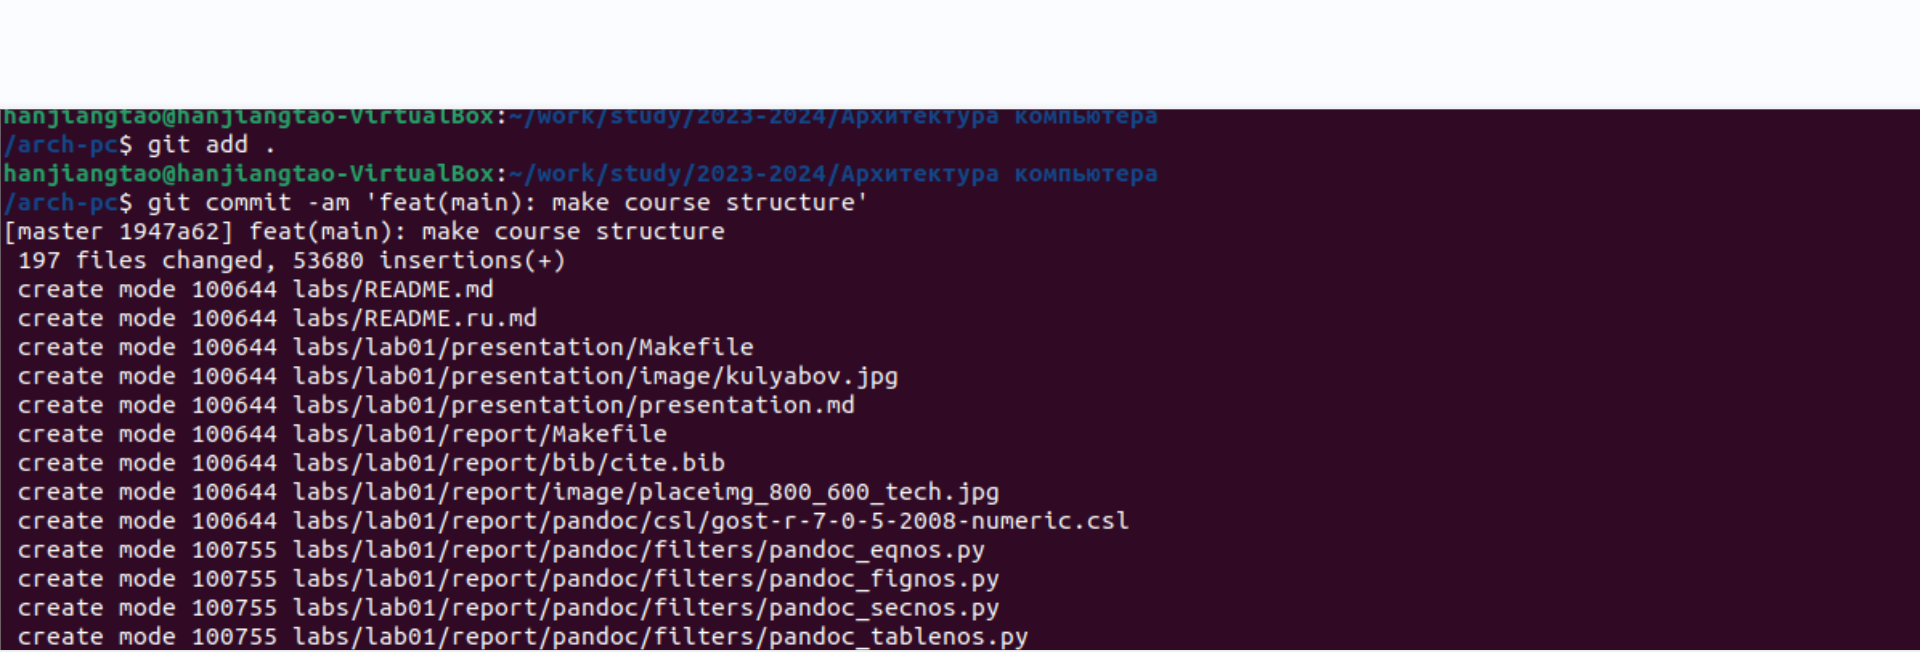 hanjiangtao@hanjiangtao-VirtualBox:~/work/study/2023-2024/Архитектура компьютера
/arch-pc$ git add .
hanjiangtao@hanjiangtao-VirtualBox:~/work/study/2023-2024/Архитектура компьютера
/arch-pc$ git commit -am 'feat(main): make course structure'
[master 1947a62] feat(main): make course structure
 197 files changed, 53680 insertions(+)
 create mode 100644 labs/README.md
 create mode 100644 labs/README.ru.md
 create mode 100644 labs/lab01/presentation/Makefile
 create mode 100644 labs/lab01/presentation/image/kulyabov.jpg
 create mode 100644 labs/lab01/presentation/presentation.md
 create mode 100644 labs/lab01/report/Makefile
 create mode 100644 labs/lab01/report/bib/cite.bib
 create mode 100644 labs/lab01/report/image/placeimg_800_600_tech.jpg
 create mode 100644 labs/lab01/report/pandoc/csl/gost-r-7-0-5-2008-numeric.csl
 create mode 100755 labs/lab01/report/pandoc/filters/pandoc_eqnos.py
 create mode 100755 labs/lab01/report/pandoc/filters/pandoc_fignos.py
 create mode 100755 labs/lab01/report/pandoc/filters/pandoc_secnos.py
 create mode 100755 labs/lab01/report/pandoc/filters/pandoc_tablenos.py